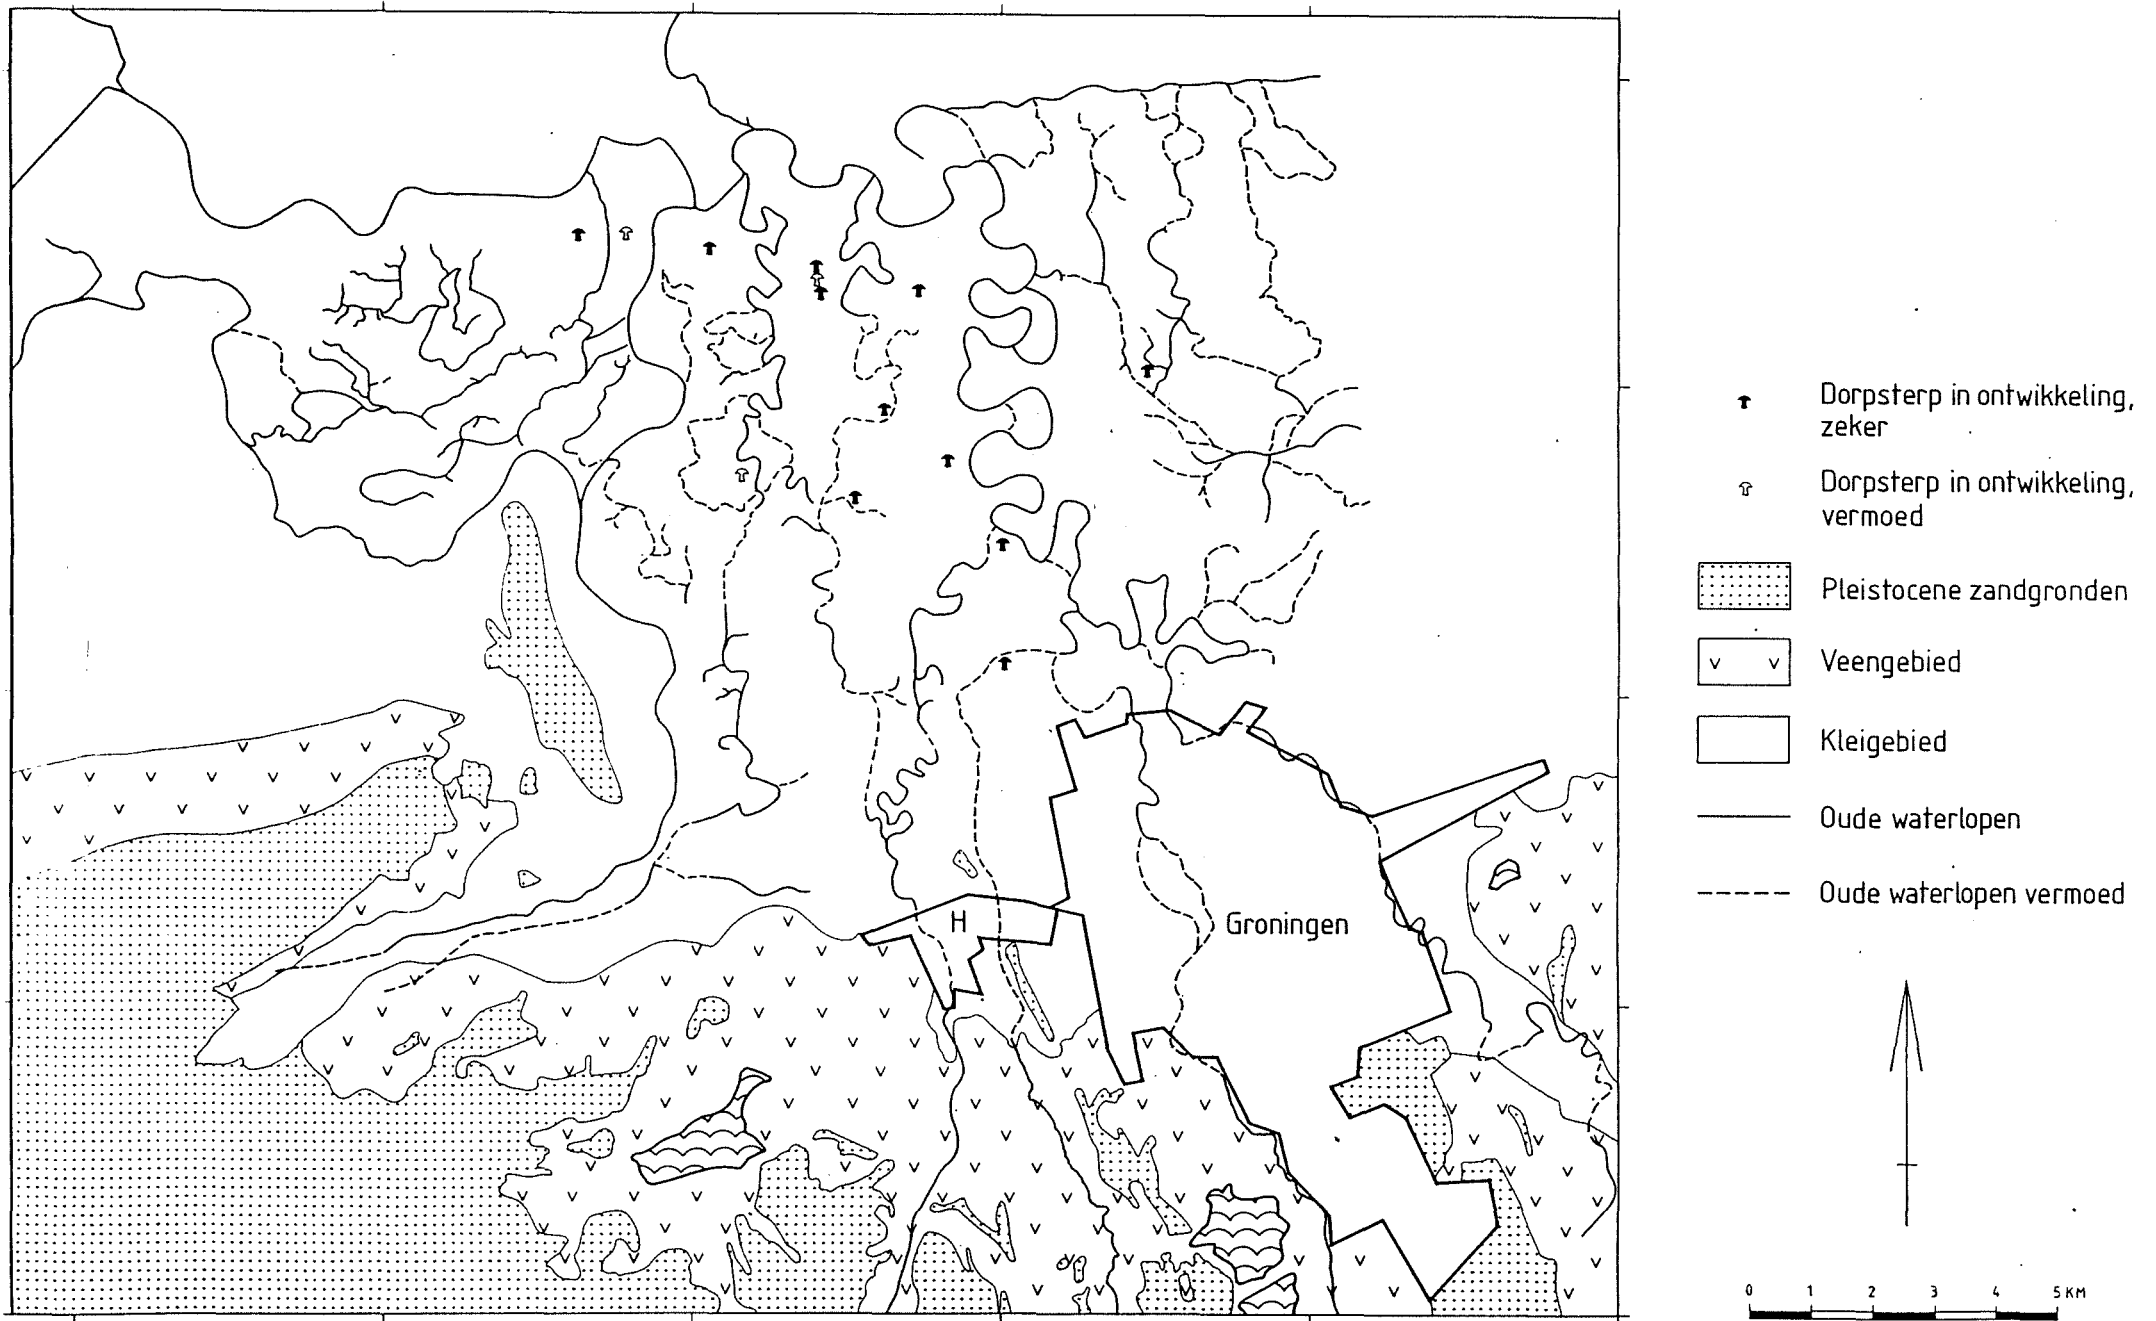 Dorpsterp in ontwikkeling,
zeker
Dorpsterp in ontwikkeling,
vermoed
Pleistocene zandgronden
Veengebied
Kleigebied
Oude waterlopen
Oude waterlopen vermoed
H
Groningen
0 1 2 3 4 5 KM